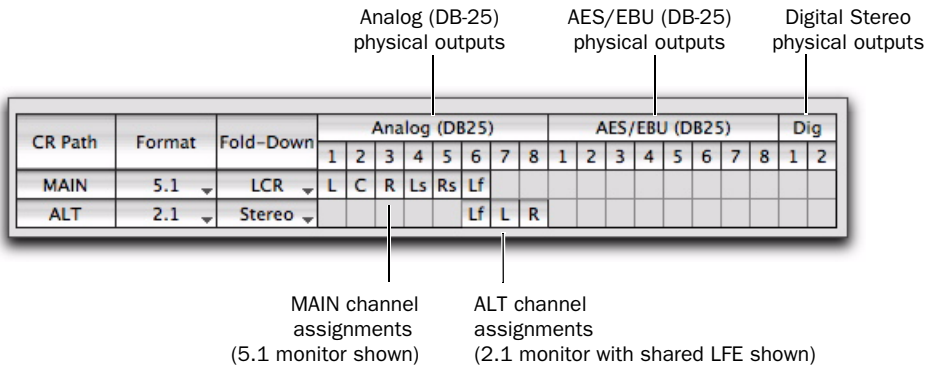 Analog (DB-25)
physical outputs
AES/EBU (DB-25)
physical outputs
Digital Stereo
physical outputs
CR Path Format Fold-Down Analog (DB25) AES/EBU (DB25) Dig
1 2 3 4 5 6 7 8 1 2 3 4 5 6 7 8 1 2
MAIN 5.1 LCR L C R Ls Rs Lf
ALT 2.1 Stereo Lf L R
MAIN channel
assignments
(5.1 monitor shown)
ALT channel
assignments
(2.1 monitor with shared LFE shown)